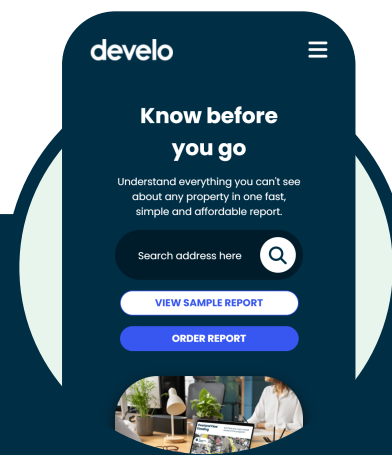 develo
Know before
you go
Understand everything you can't see
about any property in one fast,
simple and affordable report.
Search address here
VIEW SAMPLE REPORT
ORDER REPORT